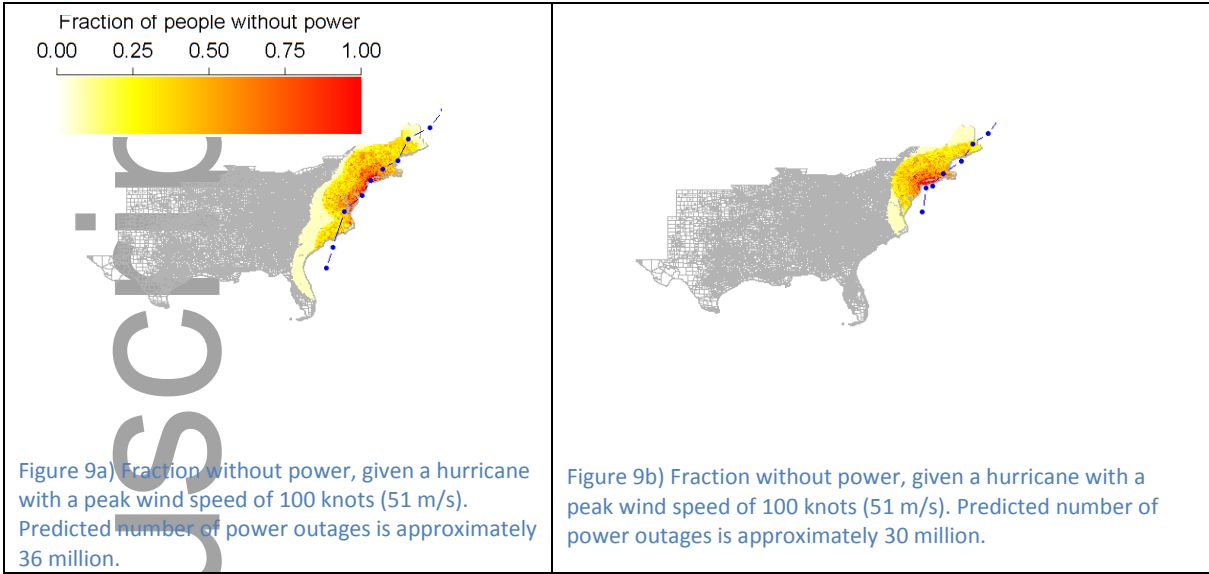 Fraction of people without power
0.00 0.25 0.50 0.75 1.00
uscrip
Figure 9a) Fraction without power, given a hurricane
with a peak wind speed of 100 knots (51 m/s).
Predicted number of power outages is approximately
36 million.
Figure 9b) Fraction without power, given a hurricane with a
peak wind speed of 100 knots (51 m/s). Predicted number of
power outages is approximately 30 million.